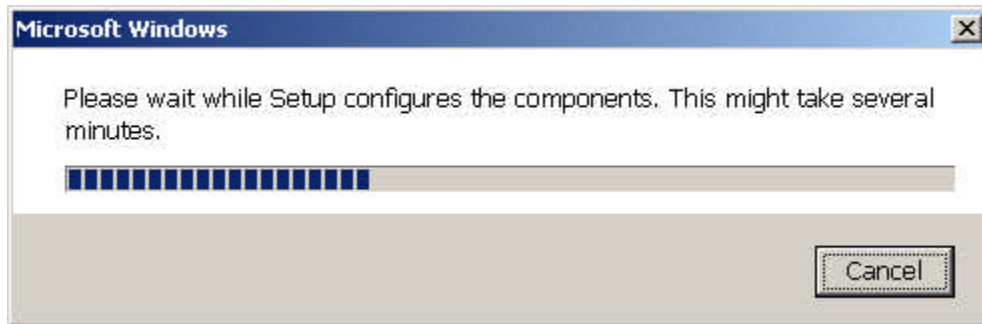 Microsoft Windows
Please wait while Setup configures the components. This might take several
minutes.
Cancel